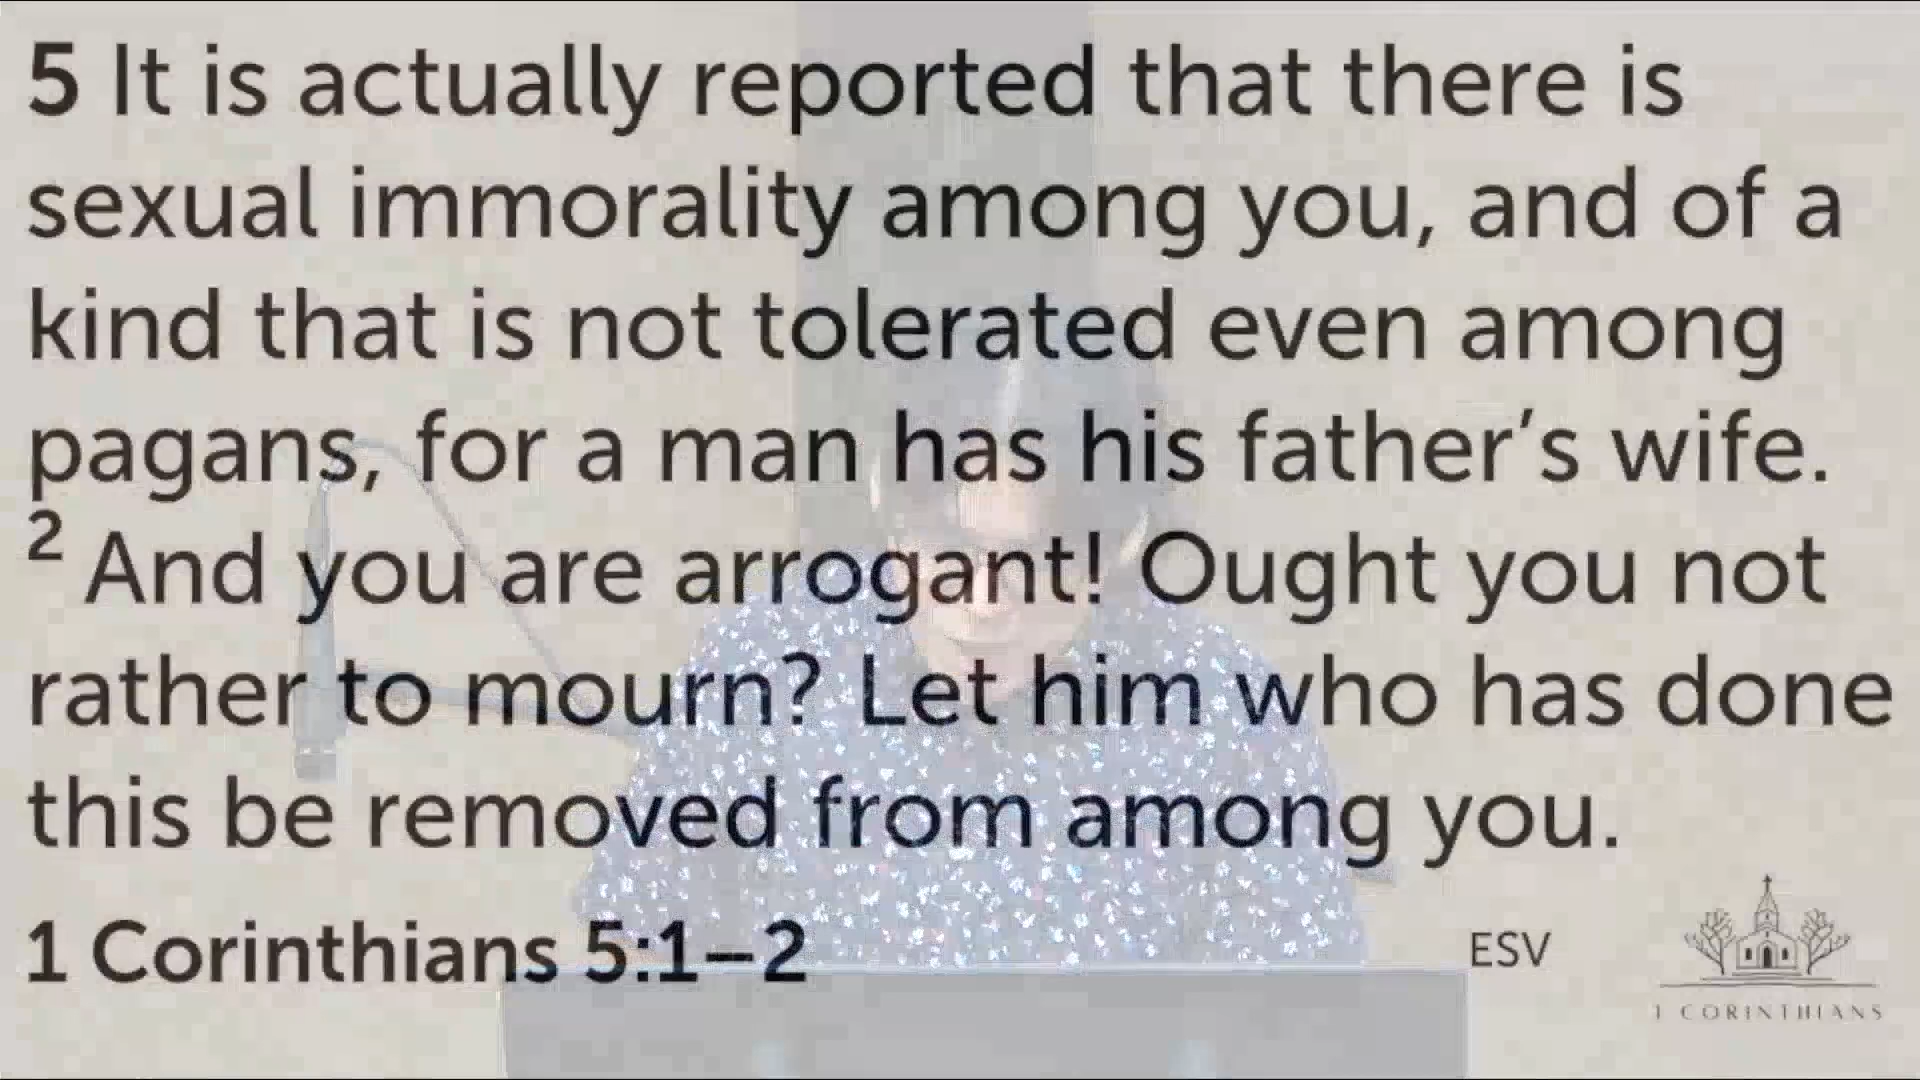 5 It is actually reported that there is
sexual immorality among you, and of a
kind that is not tolerated even among
pagans, for a man has his father’s wife.
2 And you are arrogant! Ought you not
rather to mourn? Let him who has done
this be removed from among you.
1 Corinthians 5:1–2
ESV
1 CORINTHIANS